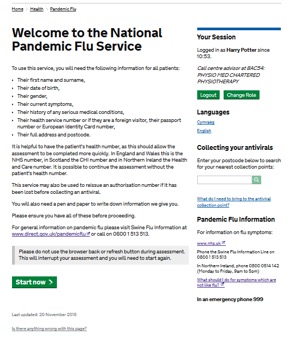 Home › Health › Pandemic Flu
Welcome to the National
Pandemic Flu Service
To use this service, you will need the following information for all patients:
Their first name and surname,
Their date of birth,
Their gender,
Their current symptoms,
Their history of any serious medical conditions,
Their health service number or if they are a foreign visitor, their passport
number or European Identity Card number,
Their full address and postcode.
It is helpful to have the patient's health number, as this should allow the
assessment to be completed more quickly. In England and Wales this is the
NHS number, in Scotland the CHI number and in Northern Ireland the Health
and Care number. It is possible to continue the assessment without the
patient's health number.
This service may also be used to reissue an authorisation number if it has
been lost before collecting an antiviral.
You will also need a pen and paper to write down information we give you.
Please ensure you have all of these before proceeding.
For general information on pandemic flu please visit Swine Flu Information at
www.direct.gov.uk/pandemicflu or call on 0800 1 513 513.
Please do not use the browser back or refresh button during assessment.
This will interrupt your assessment and you will need to start again.
Start now
Last updated: 20 November 2015
Is there anything wrong with this page?
Your Session
Logged in as Harry Potter since
10:53.
Call centre advisor at BAC54:
PHYSIO MED CHARTERED
PHYSIOTHERAPY
Logout
Change Role
Languages
Cymraeg
English
Collecting your antivirals
Enter your postcode below to search
for your nearest collection points:
What do I need to bring to the antiviral
collection point?
Pandemic Flu Information
For information on flu symptoms:
www.nhs.uk
Phone the Swine Flu Information Line on
0800 1 513 513
In Northern Ireland, phone 0800 0514 142
(Monday to Friday, 9am to 5pm)
What should I do for symptoms which are
not flu?
In an emergency phone 999